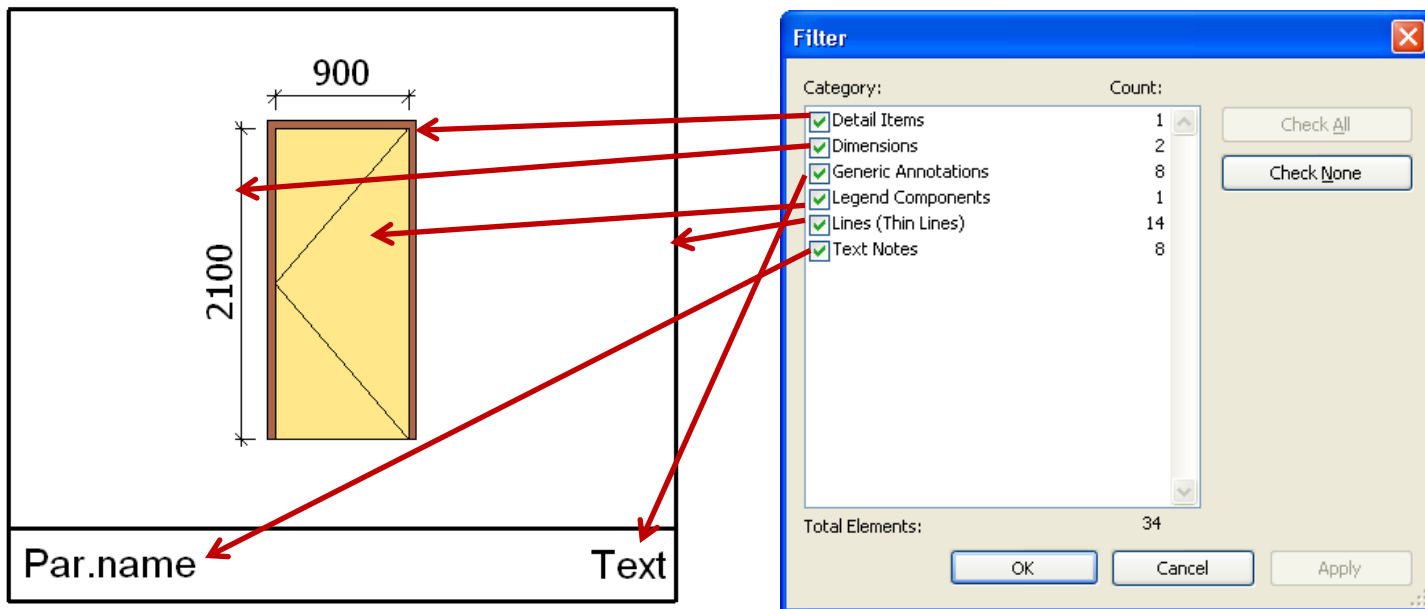 900
2100
Par.name Text
Filter
Category: Count:
Detail Items 1
Dimensions 2
Generic Annotations 8
Legend Components 1
Lines (Thin Lines) 14
Text Notes 8
Total Elements: 34
Check All
Check None
OK Cancel Apply